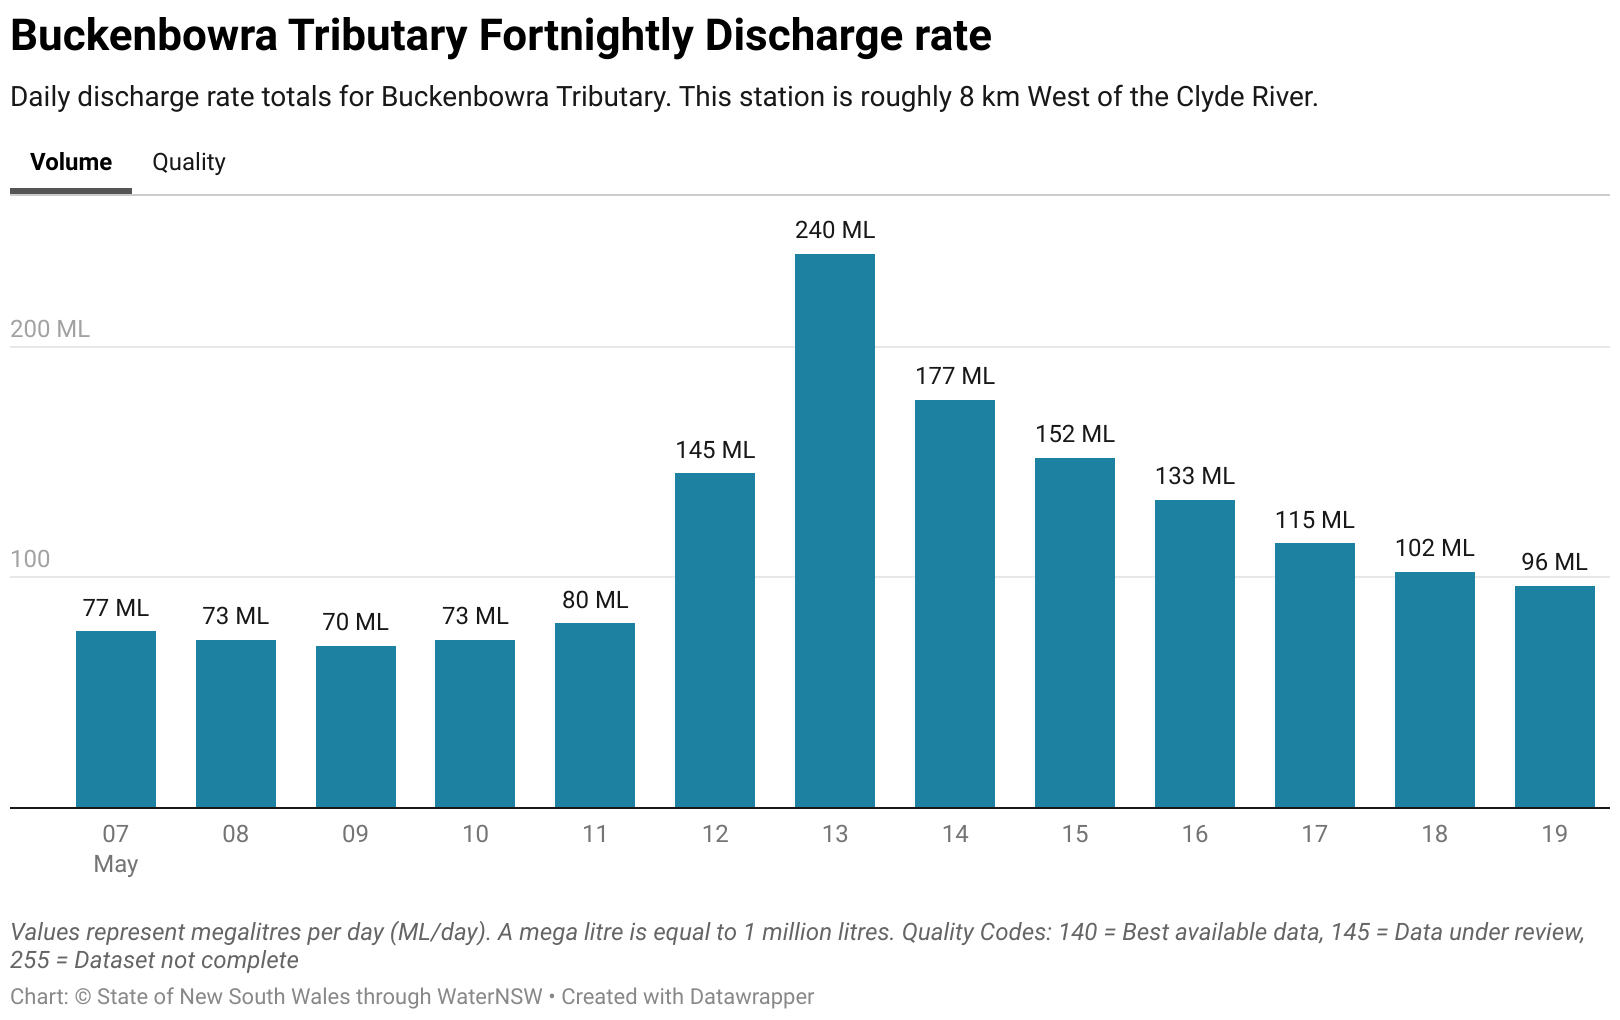 Buckenbowra Tributary Fortnightly Discharge rate
Daily discharge rate totals for Buckenbowra Tributary. This station is roughly 8 km West of the Clyde River.
Volume Quality
240 ML
200 ML
177 ML
152 ML
145 ML
133 ML
115 ML
102 ML
96 ML
100
80 ML
77 ML
73 ML
70 ML
73 ML
07 08 09 10 11 12 13 14 15 16 17 18 19
May
Values represent megalitres per day (ML/day). A mega litre is equal to 1 million litres. Quality Codes: 140 = Best available data, 145 = Data under review,
255 = Dataset not complete
Chart: © State of New South Wales through WaterNSW • Created with Datawrapper